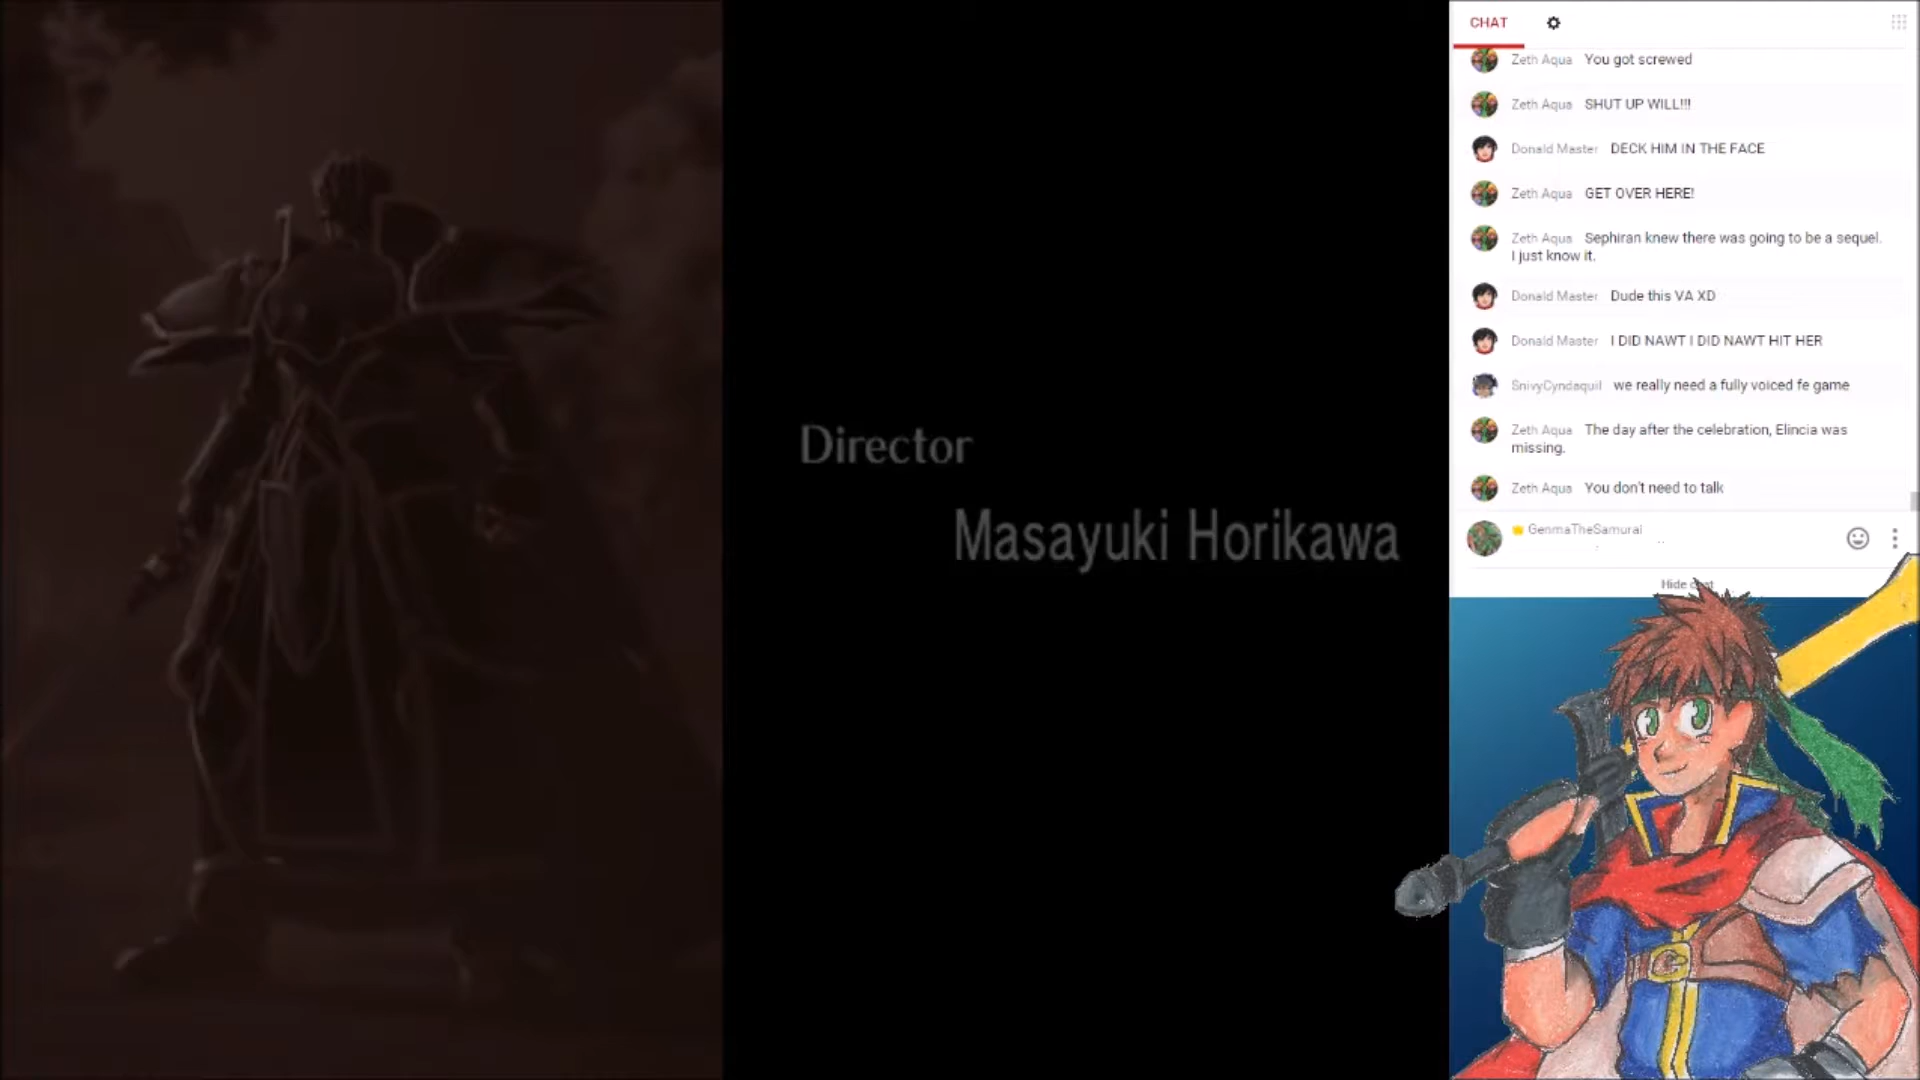 Director
Masayuki Horikawa
CHAT
Zeth Aqua You got screwed
Zeth Aqua SHUT UP WILL!!!
Donald Master DECK HIM IN THE FACE
Zeth Aqua GET OVER HERE!
Zeth Aqua Sephiran knew there was going to be a sequel.
I just know it.
Donald Master Dude this VA XD
Donald Master I DID NAWT I DID NAWT HIT HER
SnivyCyndaquil we really need a fully voiced fe game
Zeth Aqua The day after the celebration, Elincia was
missing.
Zeth Aqua You don't need to talk
GenmaTheSamurai
Hide chat